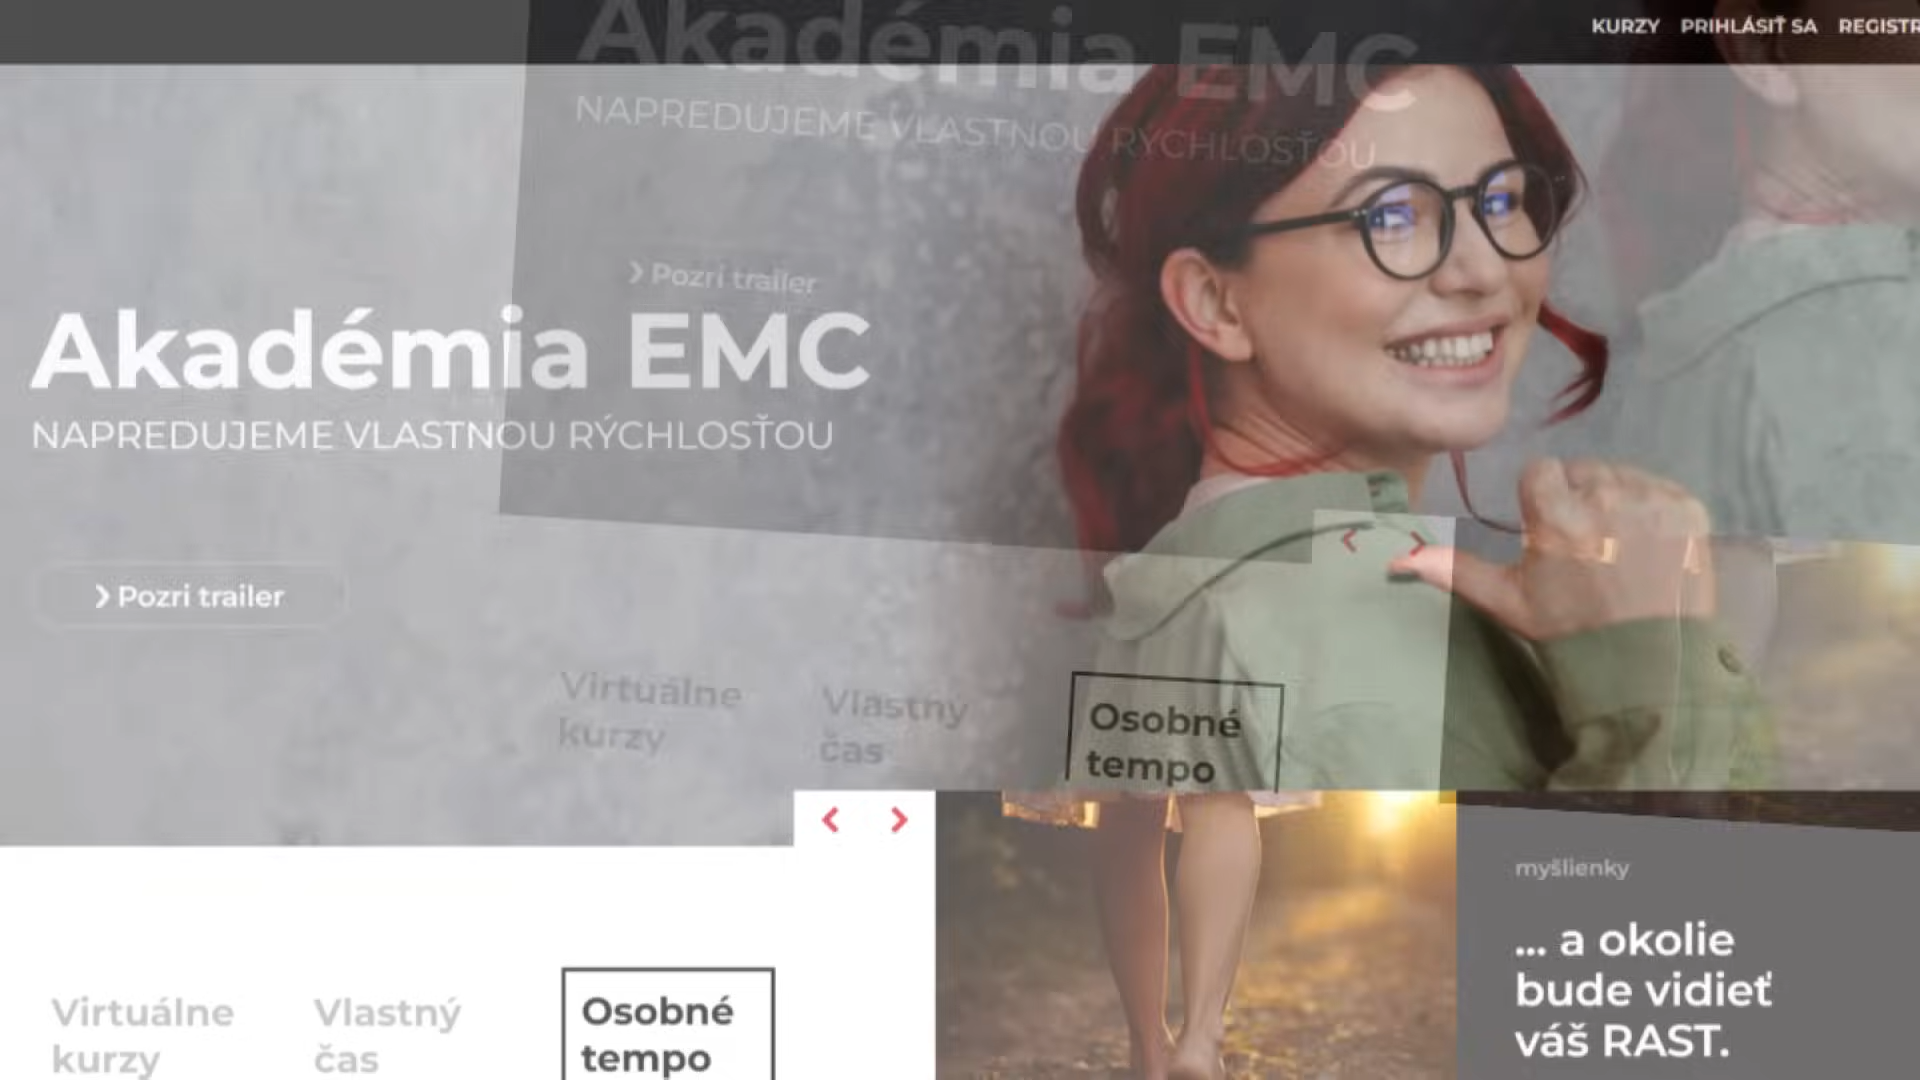 KURZY PRIHLÁSIŤ SA REGISTR
Akadémia EMC
NAPREDUJEME VLASTNOU RÝCHLOSŤOU
Pozri trailer
Akadémia EMC
NAPREDUJEME VLASTNOU RÝCHLOSŤOU
Pozri trailer
Virtuálne
kurzy
Vlastný
čas
Osobné
tempo
myšlienky
... a okolie
bude vidieť
váš RAST.
Virtuálne
kurzy
Vlastný
čas
Osobné
tempo